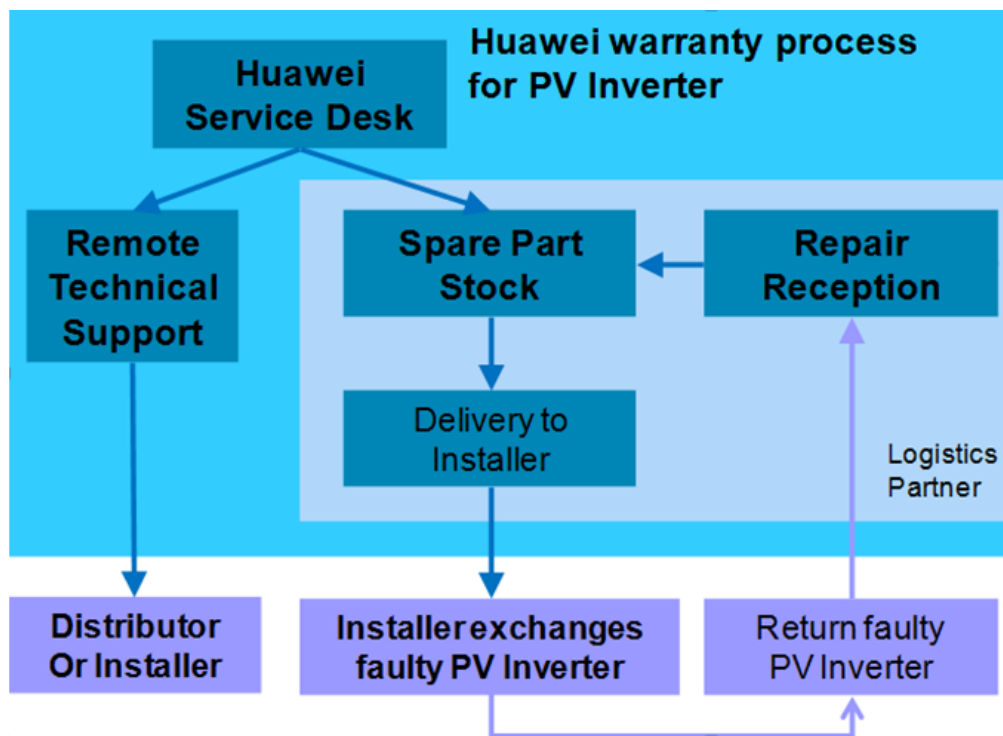 Huawei warranty process
for PV Inverter
Huawei
Service Desk
Remote
Technical
Support
Spare Part
Stock
Repair
Reception
Delivery to
Installer
Logistics
Partner
Distributor
Or Installer
Installer exchanges
faulty PV Inverter
Return faulty
PV Inverter